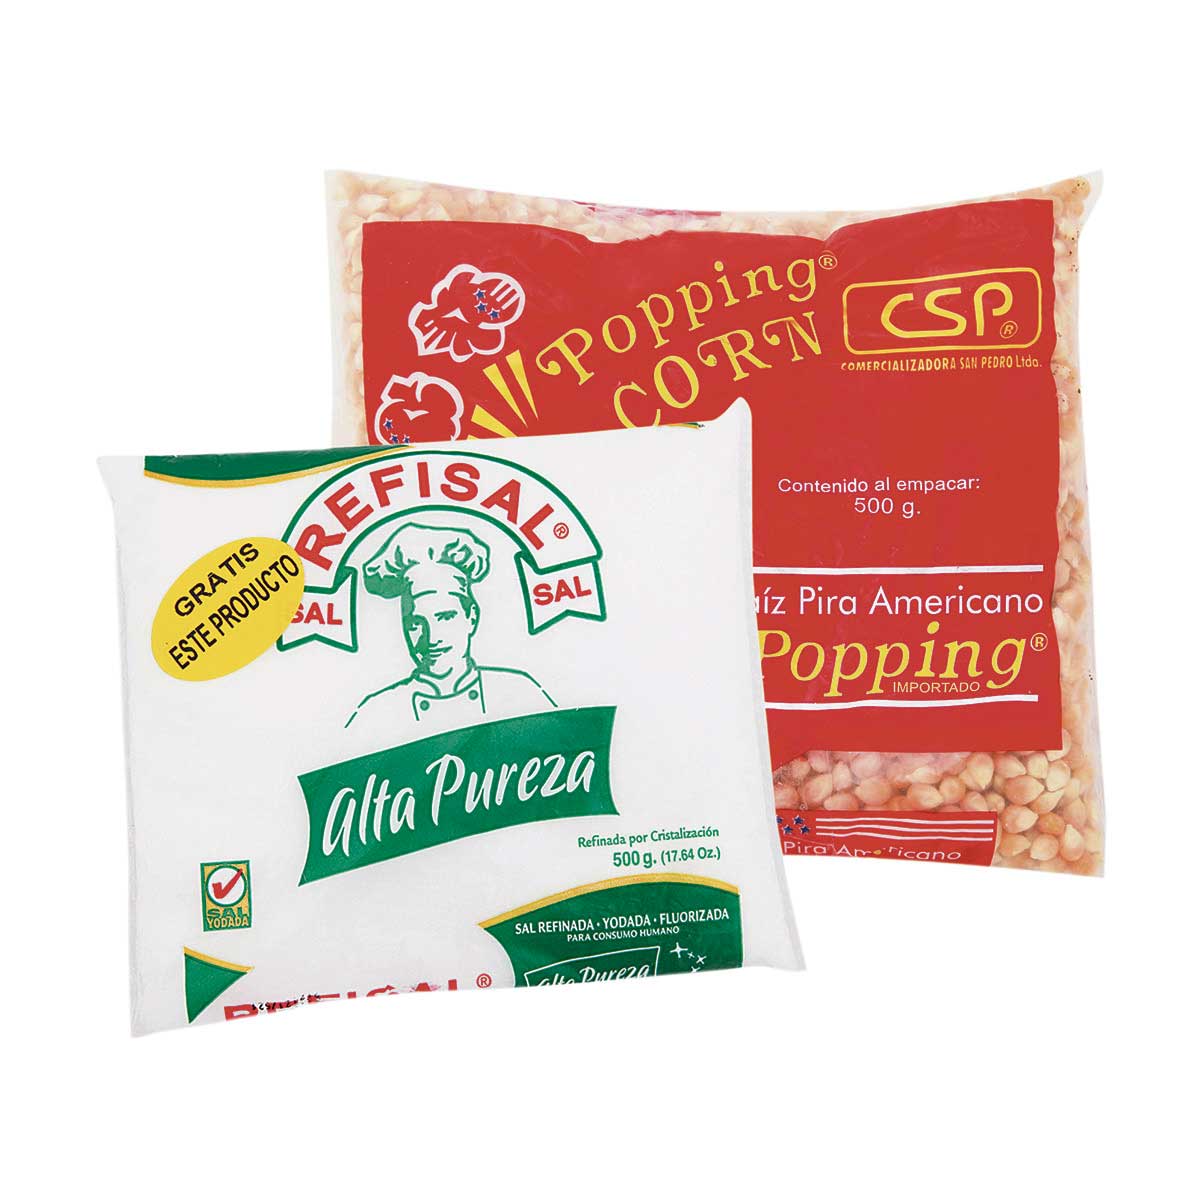 Popping®
CORN
CSP®
COMERCIALIZADORA SAN PEDRO Ltda.
Contenido al empacar:
500 g.
aíz Pira Americano
Popping®
IMPORTADO
Pira Americano
REFISAL®
SAL
SAL
GRATIS
ESTE PRODUCTO
alta Pureza
Refinada por Cristalización
500 g. (17.64 Oz.)
SAL
YODADA
SAL REFINADA · YODADA · FLUORIZADA
PARA CONSUMO HUMANO
alta Pureza
REFISAL®